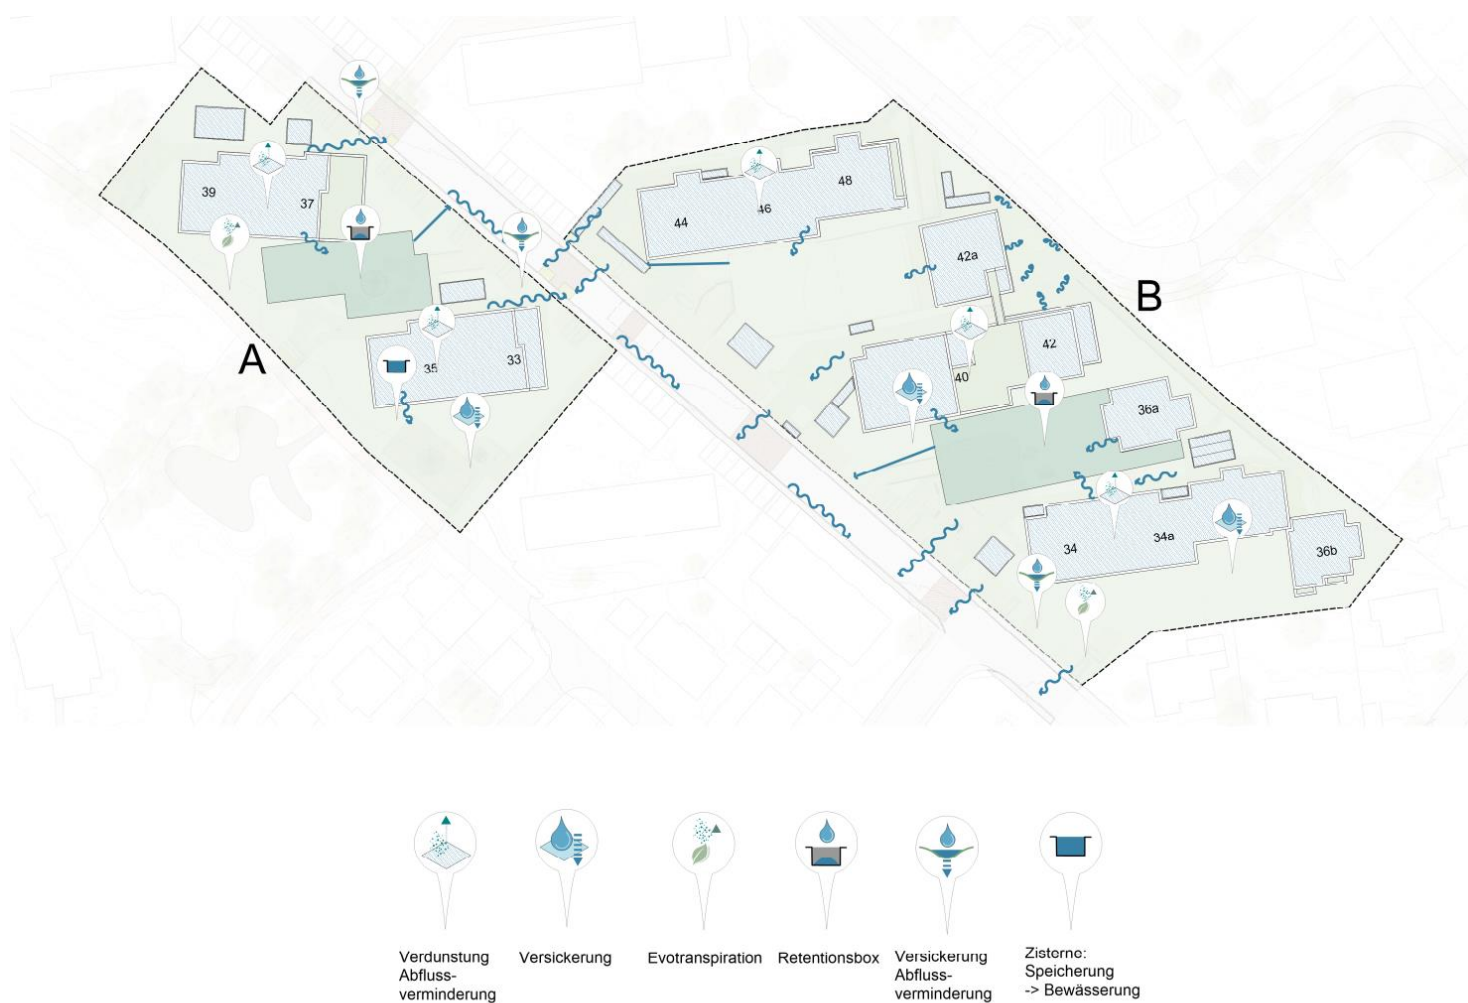 39
37
A
35
33
44
46
48
42a
B
40
42
36a
34
34a
36b
Verdunstung
Abfluss-
verminderung
Versickerung
Evotranspiration
Retentionsbox
Versickerung
Abfluss-
verminderung
Zisterne:
Speicherung
-> Bewässerung